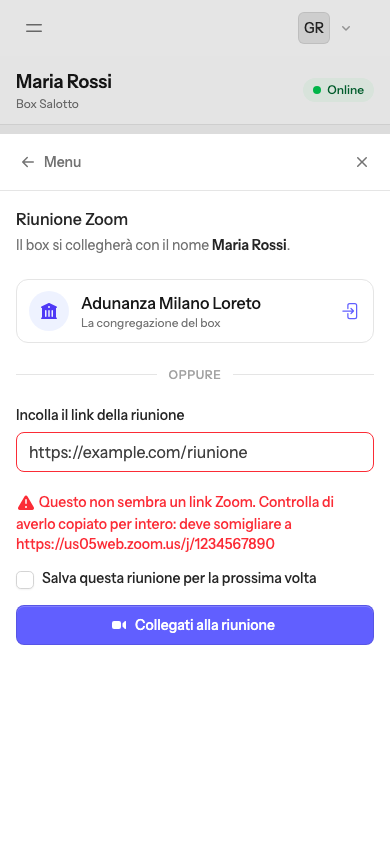 GR
Maria Rossi
Box Salotto
Online
Menu
Riunione Zoom
Il box si collegherà con il nome Maria Rossi.
Adunanza Milano Loreto
La congregazione del box
OPPURE
Incolla il link della riunione
https://example.com/riunione
Questo non sembra un link Zoom. Controlla di
averlo copiato per intero: deve somigliare a
https://us05web.zoom.us/j/1234567890
Salva questa riunione per la prossima volta
Collegati alla riunione